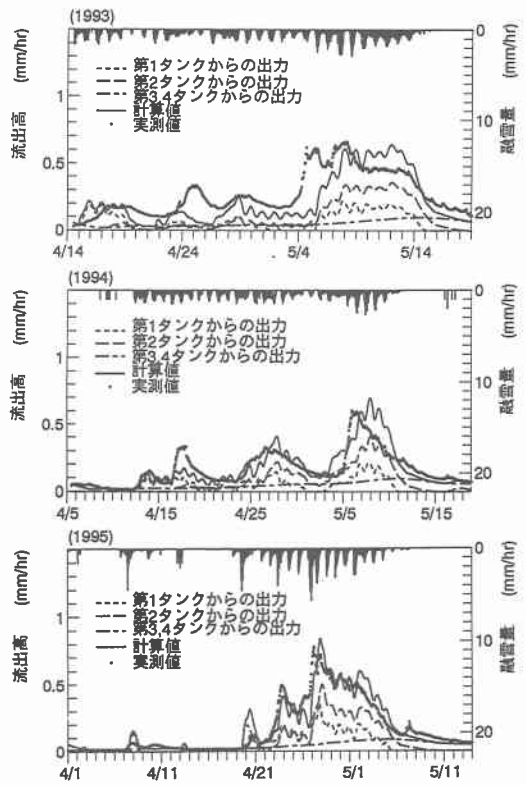 (1993)
(mm/hr)
流出高
1
0.5
0
第1タンクからの出力
第2タンクからの出力
第3,4タンクからの出力
計算値
実測値
0
10
20
(mm/hr)
融雪量
4/14 4/24 5/4 5/14
(1994)
(mm/hr)
流出高
1
0.5
0
第1タンクからの出力
第2タンクからの出力
第3,4タンクからの出力
計算値
実測値
0
10
20
(mm/hr)
融雪量
4/5 4/15 4/25 5/5 5/15
(1995)
(mm/hr)
流出高
1
0.5
0
第1タンクからの出力
第2タンクからの出力
第3,4タンクからの出力
計算値
実測値
0
10
20
(mm/hr)
融雪量
4/1 4/11 4/21 5/1 5/11